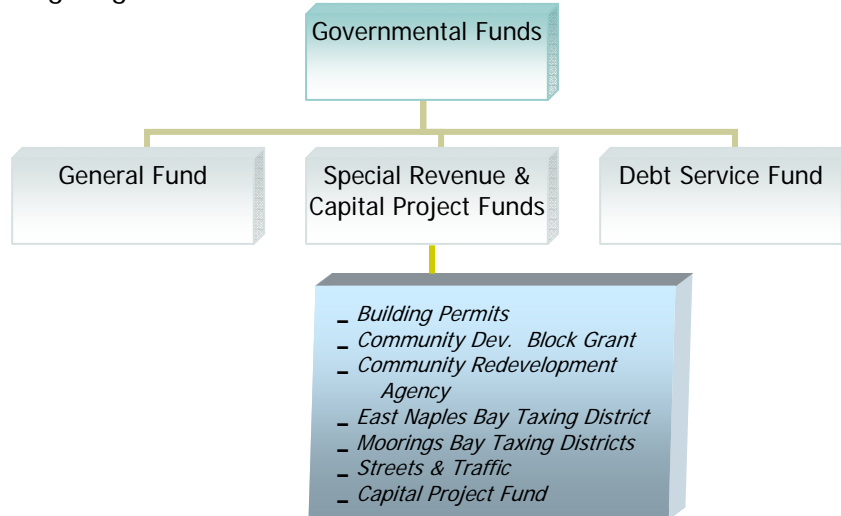 Governmental Funds
General Fund
Special Revenue &
Capital Project Funds
Debt Service Fund
– Building Permits
– Community Dev.  Block Grant
– Community Redevelopment
Agency
– East Naples Bay Taxing District
– Moorings Bay Taxing Districts
– Streets & Traffic
– Capital Project Fund